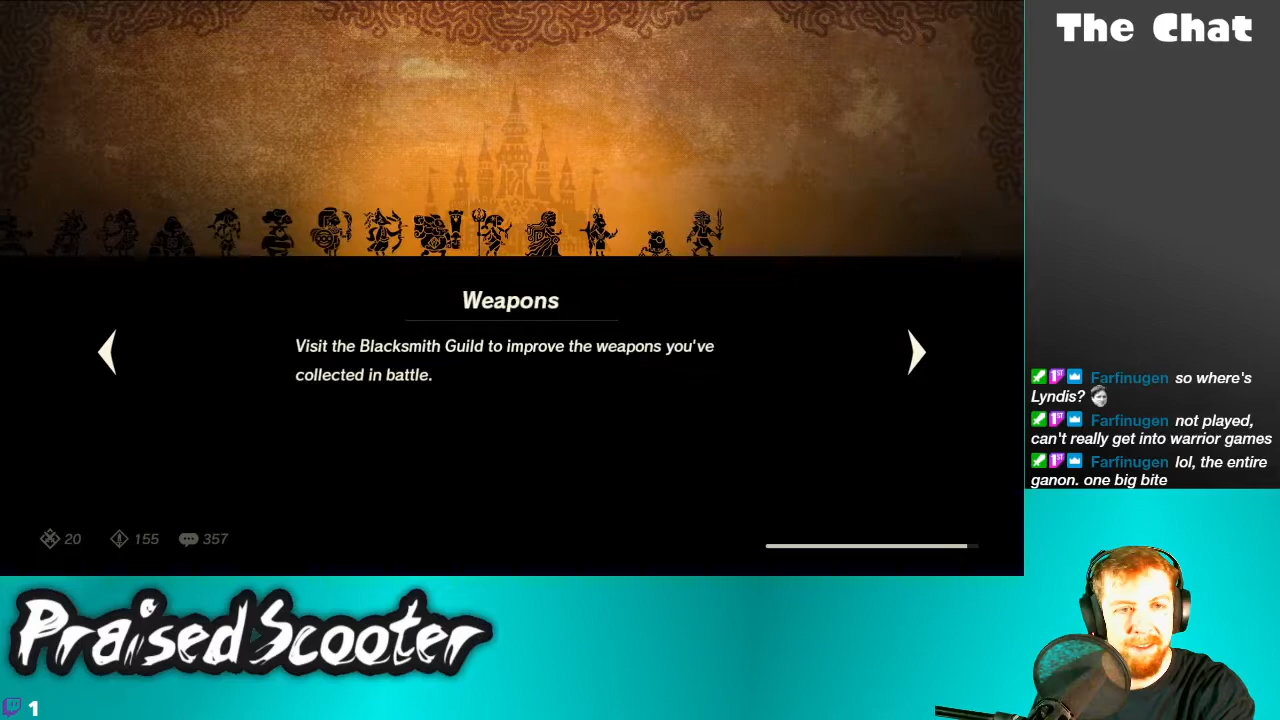 The Chat
Weapons
Visit the Blacksmith Guild to improve the weapons you've
collected in battle.
20 155 357
Farfinugen so where's
Lyndis?
Farfinugen not played,
can't really get into warrior games
Farfinugen lol, the entire
ganon. one big bite
PraisedScooter
1